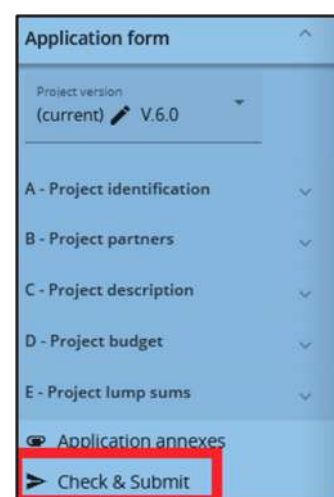 Application form
Project version
(current) V.6.0
A - Project identification
B - Project partners
C - Project description
D - Project budget
E - Project lump sums
Application annexes
Check & Submit